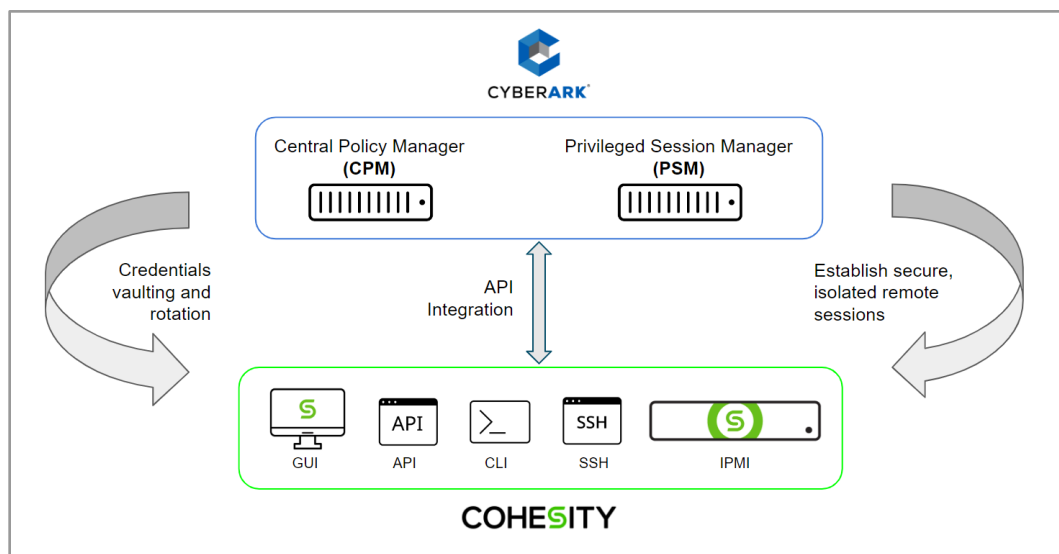 CYBERARK®
Central Policy Manager
(CPM)
Privileged Session Manager
(PSM)
Credentials
vaulting and
rotation
API
Integration
Establish secure,
isolated remote
sessions
API
SSH
GUI
API
CLI
SSH
IPMI
COHESITY